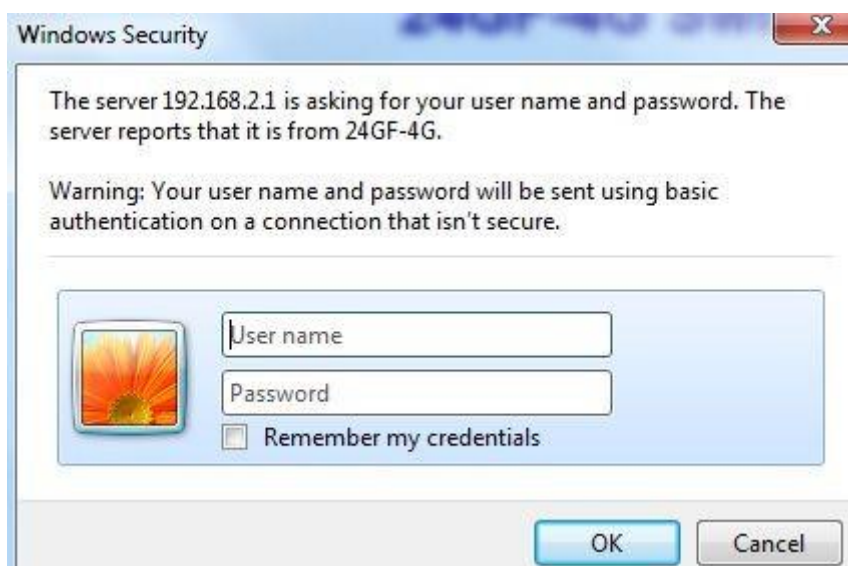 24GF-4G
Windows Security
The server 192.168.2.1 is asking for your user name and password. The
server reports that it is from 24GF-4G.
Warning: Your user name and password will be sent using basic
authentication on a connection that isn't secure.
User name
Password
Remember my credentials
OK
Cancel